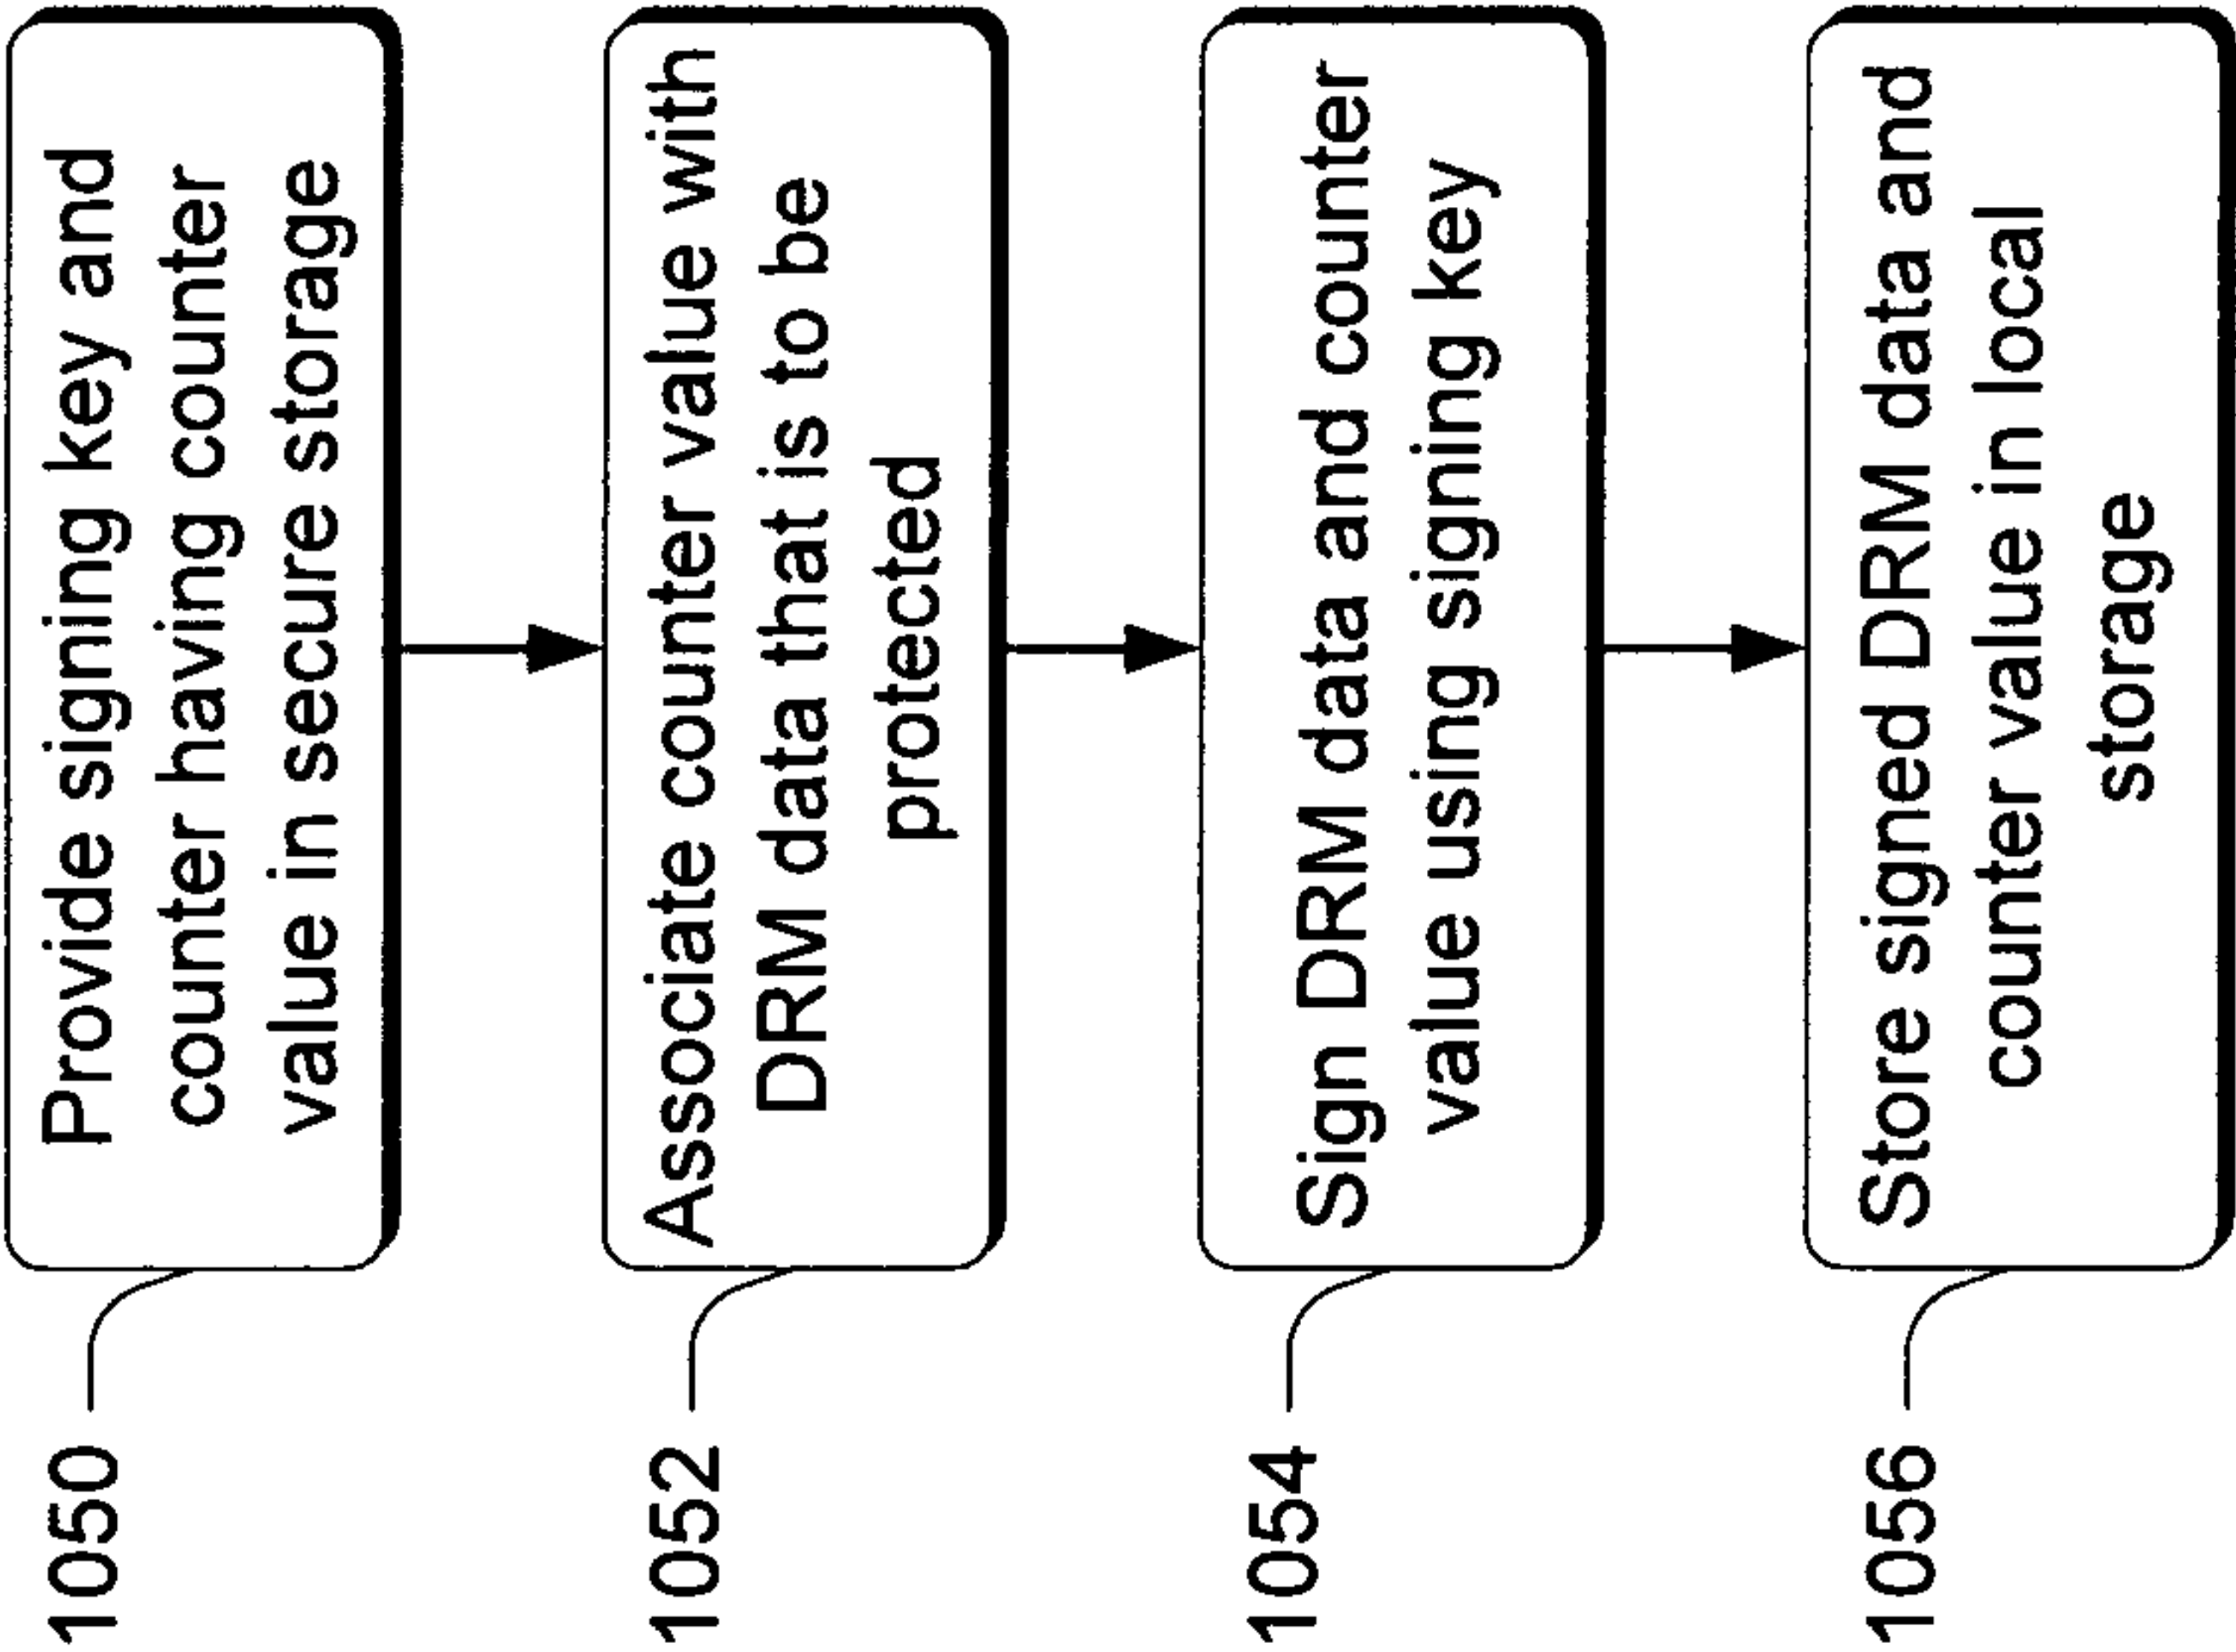 1050
Provide signing key and
counter having counter
value in secure storage
1052
Associate counter value with
DRM data that is to be
protected
1054
Sign DRM data and counter
value using signing key
1056
Store signed DRM data and
counter value in local
storage